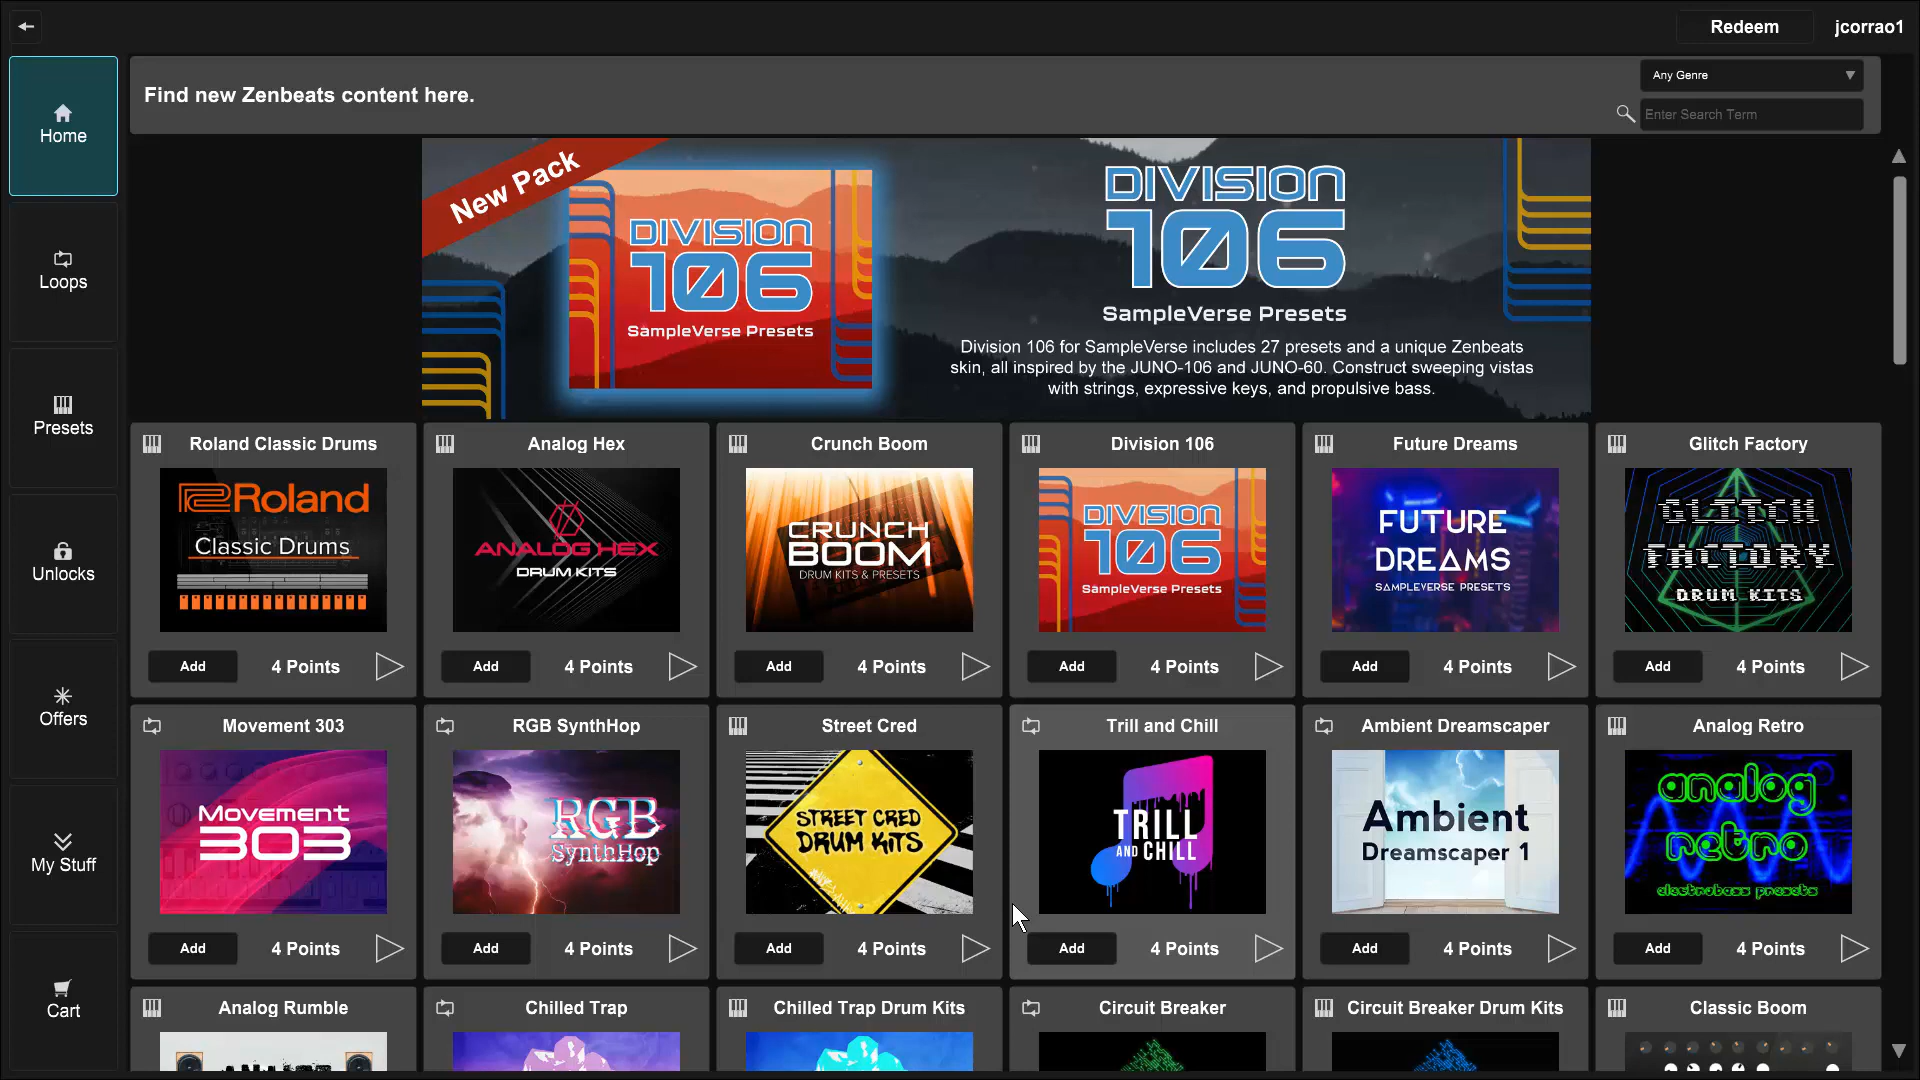 Redeem
jcorrao1
Home
Loops
Presets
Unlocks
Offers
My Stuff
Cart
Find new Zenbeats content here.
Any Genre
Enter Search Term
New Pack
DIVISION
106
SampleVerse Presets
DIVISION
106
SampleVerse Presets
Division 106 for SampleVerse includes 27 presets and a unique Zenbeats
skin, all inspired by the JUNO-106 and JUNO-60. Construct sweeping vistas
with strings, expressive keys, and propulsive bass.
Roland Classic Drums
Roland
Classic Drums
Add
4 Points
Analog Hex
ANALOG HEX
DRUM KITS
Add
4 Points
Crunch Boom
CRUNCH
BOOM
DRUM KITS & PRESETS
Add
4 Points
Division 106
DIVISION
106
SampleVerse Presets
Add
4 Points
Future Dreams
FUTURE
DREAMS
SAMPLEVERSE PRESETS
Add
4 Points
Glitch Factory
GLITCH
FACTORY
DRUM KITS
Add
4 Points
Movement 303
Movement
303
Add
4 Points
RGB SynthHop
RGB
SynthHop
Add
4 Points
Street Cred
STREET CRED
DRUM KITS
Add
4 Points
Trill and Chill
TRILL
AND CHILL
Add
4 Points
Ambient Dreamscaper
Ambient
Dreamscaper 1
Add
4 Points
Analog Retro
analog
retro
electrobass presets
Add
4 Points
Analog Rumble
Chilled Trap
Chilled Trap Drum Kits
Circuit Breaker
Circuit Breaker Drum Kits
Classic Boom